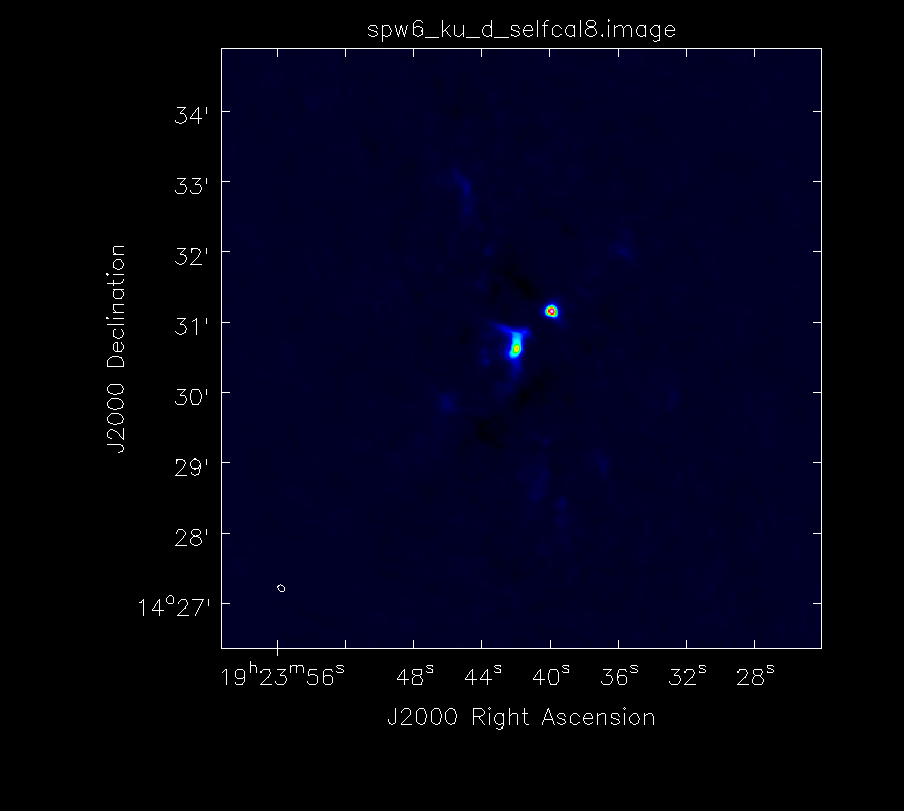 spw6_ku_d_selfcal8.image
34'
33'
32'
31'
30'
29'
28'
14°27'
J2000 Declination
19ʰ23ᵐ56ˢ 48ˢ 44ˢ 40ˢ 36ˢ 32ˢ 28ˢ
J2000 Right Ascension